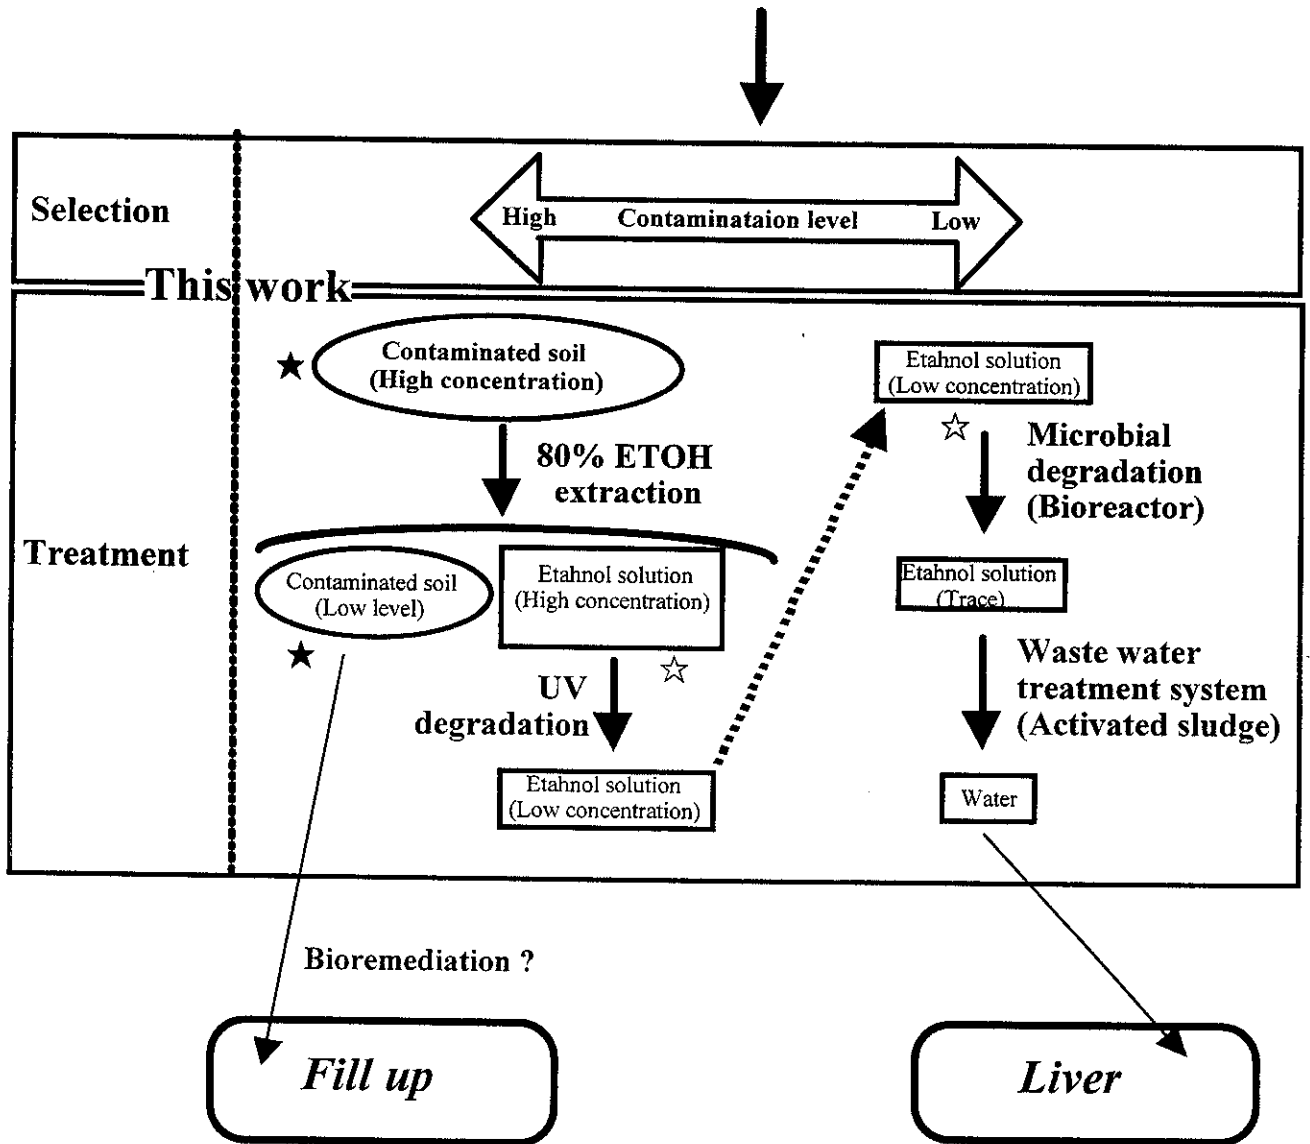 Selection
High Contaminataion level Low
This work
Treatment
Contaminated soil
(High concentration)
80% ETOH
extraction
Contaminated soil
(Low level)
Etahnol solution
(High concentration)
UV
degradation
Etahnol solution
(Low concentration)
Etahnol solution
(Low concentration)
Microbial
degradation
(Bioreactor)
Etahnol solution
(Trace)
Waste water
treatment system
(Activated sludge)
Water
Bioremediation ?
Fill up
Liver